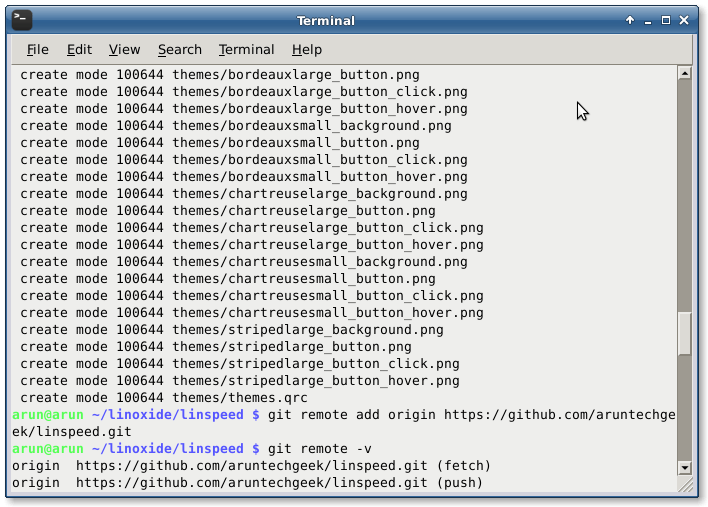 Terminal
File Edit View Search Terminal Help
create mode 100644 themes/bordeauxlarge_button.png
create mode 100644 themes/bordeauxlarge_button_click.png
create mode 100644 themes/bordeauxlarge_button_hover.png
create mode 100644 themes/bordeauxsmall_background.png
create mode 100644 themes/bordeauxsmall_button.png
create mode 100644 themes/bordeauxsmall_button_click.png
create mode 100644 themes/bordeauxsmall_button_hover.png
create mode 100644 themes/chartreuselarge_background.png
create mode 100644 themes/chartreuselarge_button.png
create mode 100644 themes/chartreuselarge_button_click.png
create mode 100644 themes/chartreuselarge_button_hover.png
create mode 100644 themes/chartreusesmall_background.png
create mode 100644 themes/chartreusesmall_button.png
create mode 100644 themes/chartreusesmall_button_click.png
create mode 100644 themes/chartreusesmall_button_hover.png
create mode 100644 themes/stripedlarge_background.png
create mode 100644 themes/stripedlarge_button.png
create mode 100644 themes/stripedlarge_button_click.png
create mode 100644 themes/stripedlarge_button_hover.png
create mode 100644 themes/themes.qrc
arun@arun ~/linoxide/linspeed $ git remote add origin https://github.com/aruntechge
ek/linspeed.git
arun@arun ~/linoxide/linspeed $ git remote -v
origin  https://github.com/aruntechgeek/linspeed.git (fetch)
origin  https://github.com/aruntechgeek/linspeed.git (push)